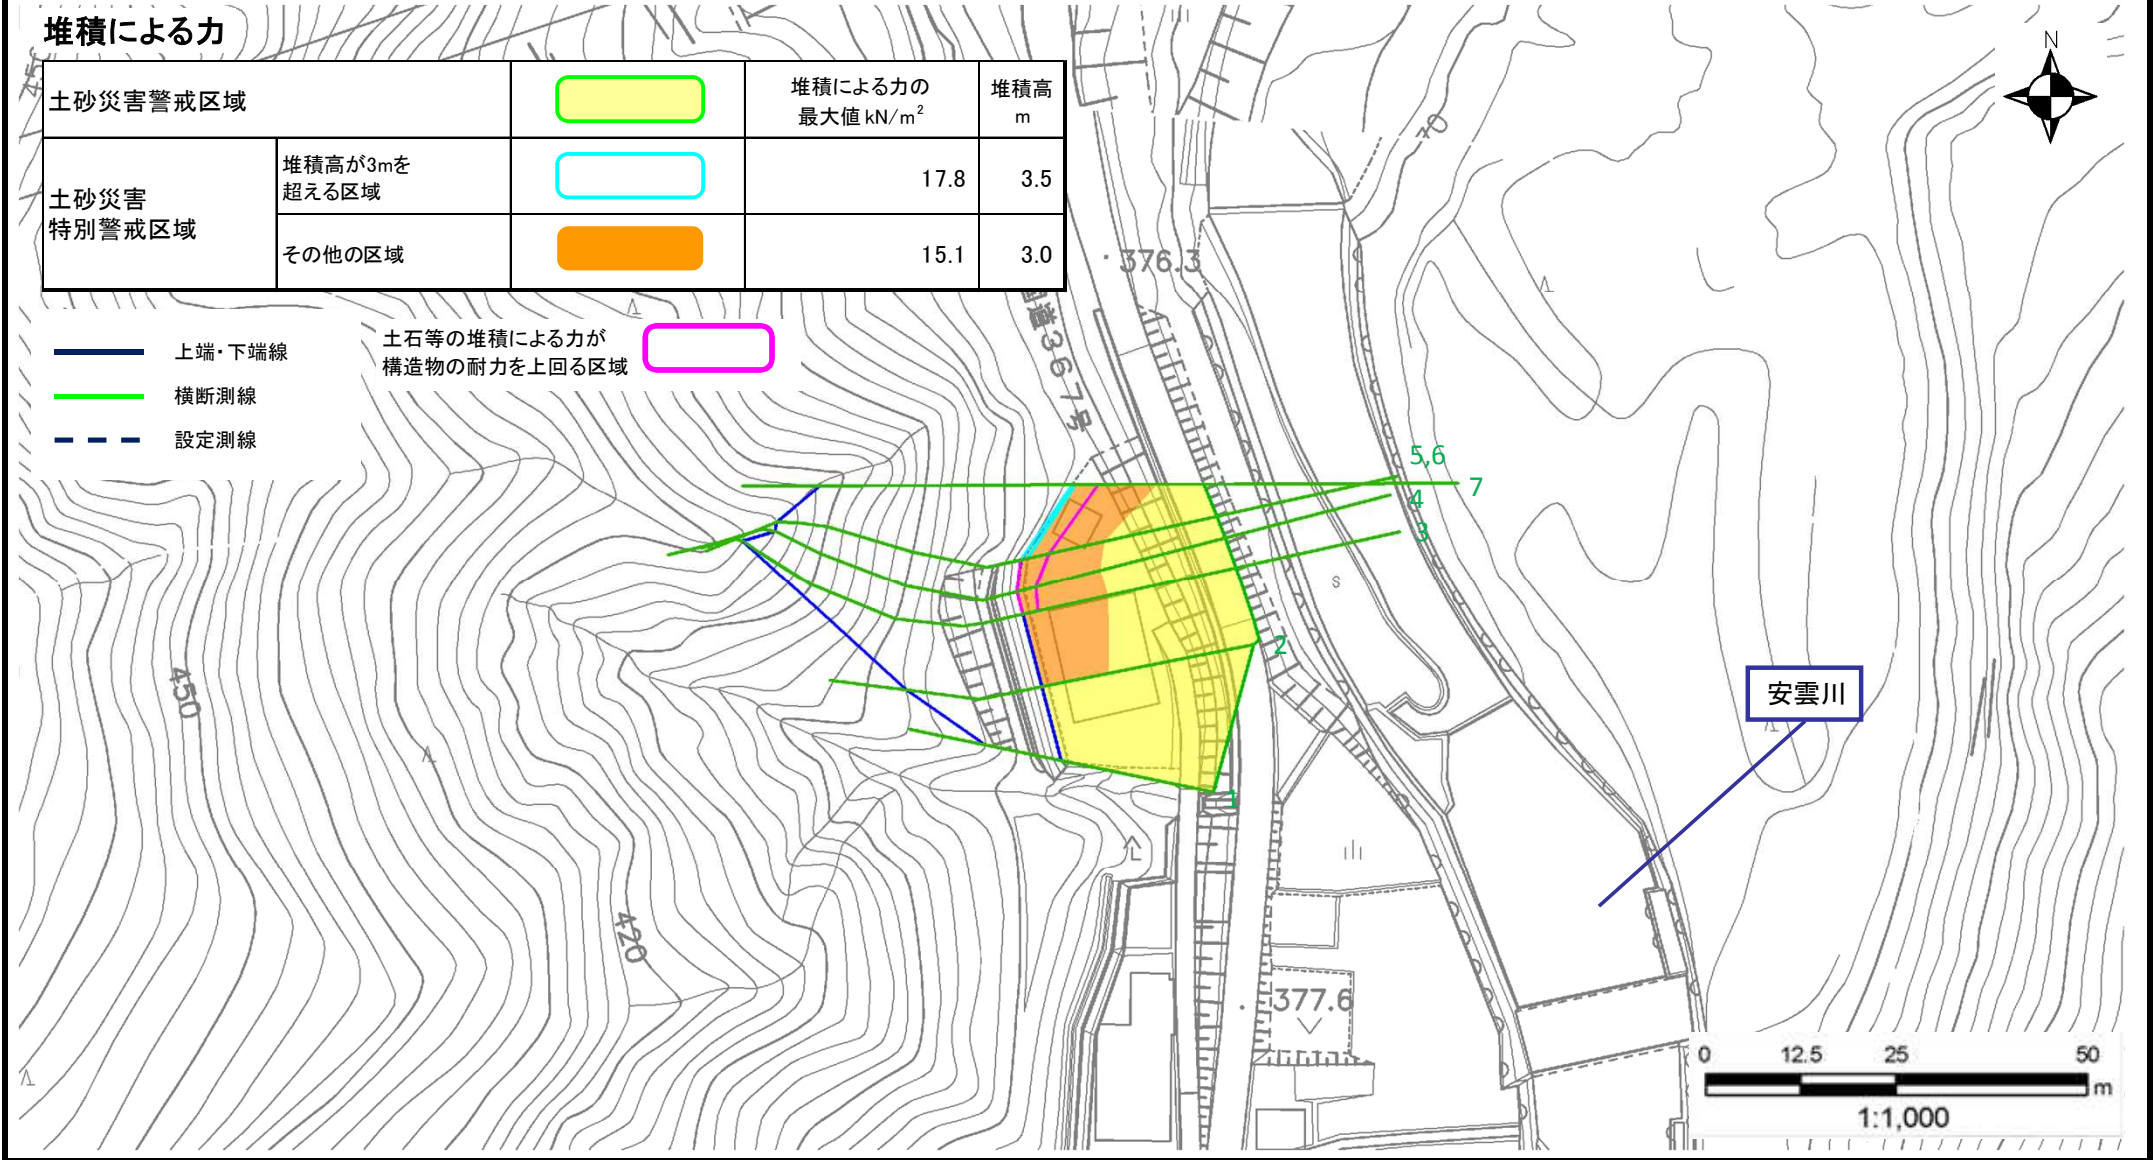 堆積による力
土砂災害警戒区域
堆積による力の
最大値 kN/m²
堆積高
m
土砂災害
特別警戒区域
堆積高が3mを
超える区域
17.8
3.5
その他の区域
15.1
3.0
上端・下端線
横断測線
設定測線
土石等の堆積による力が
構造物の耐力を上回る区域
N
376.3
国道367号
5,6
7
4
3
2
1
S
安雲川
450
420
377.6
0 12.5 25 50
m
1:1,000